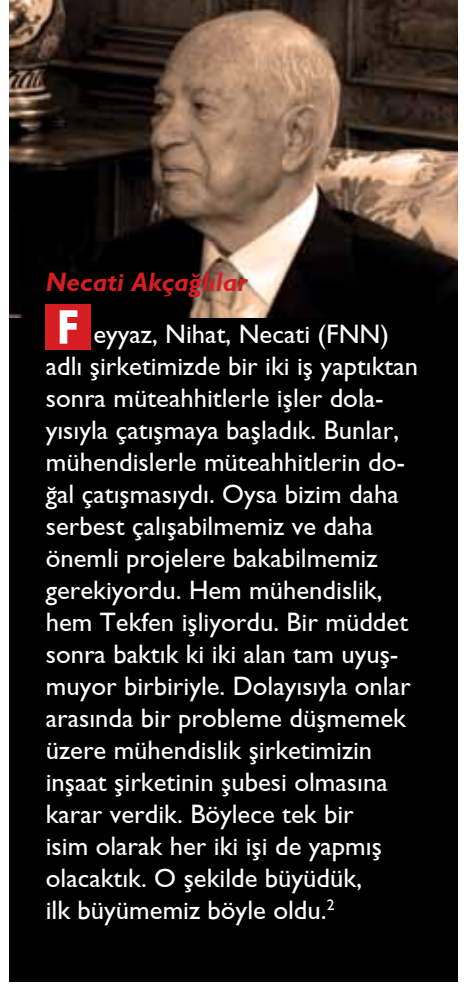 Necati Akçağlılar
Feyyaz, Nihat, Necati (FNN)
adlı şirketimizde bir iki iş yaptıktan
sonra müteahhitlerle işler dola-
yısıyla çatışmaya başladık. Bunlar,
mühendislerle müteahhitlerin do-
ğal çatışmasıydı. Oysa bizim daha
serbest çalışabilmemiz ve daha
önemli projelere bakabilmemiz
gerekiyordu. Hem mühendislik,
hem Tekfen işliyordu. Bir müddet
sonra baktık ki iki alan tam uyuş-
muyor birbiriyle. Dolayısıyla onlar
arasında bir probleme düşmemek
üzere mühendislik şirketimizin
inşaat şirketinin şubesi olmasına
karar verdik. Böylece tek bir
isim olarak her iki işi de yapmış
olacaktık. O şekilde büyüdük,
ilk büyümemiz böyle oldu.²